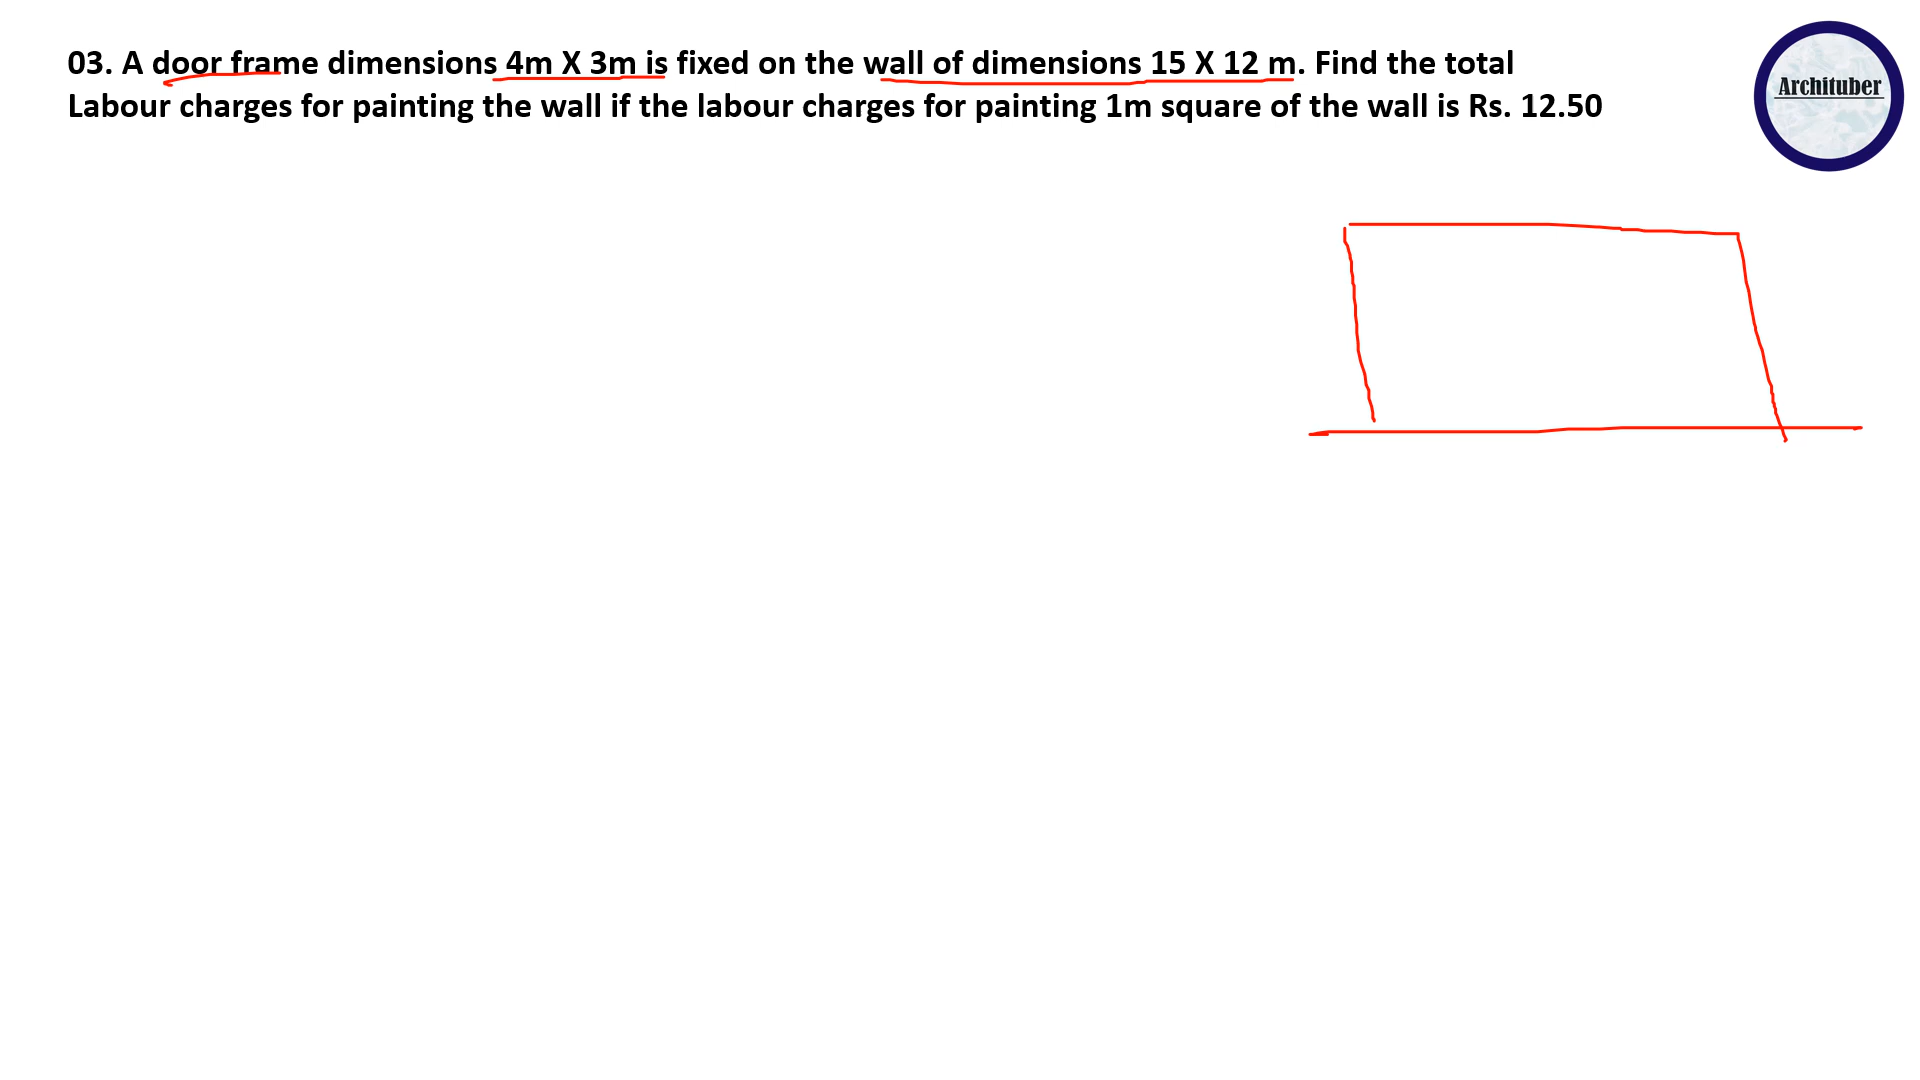 03. A door frame dimensions 4m X 3m is fixed on the wall of dimensions 15 X 12 m. Find the total
Labour charges for painting the wall if the labour charges for painting 1m square of the wall is Rs. 12.50
Archituber